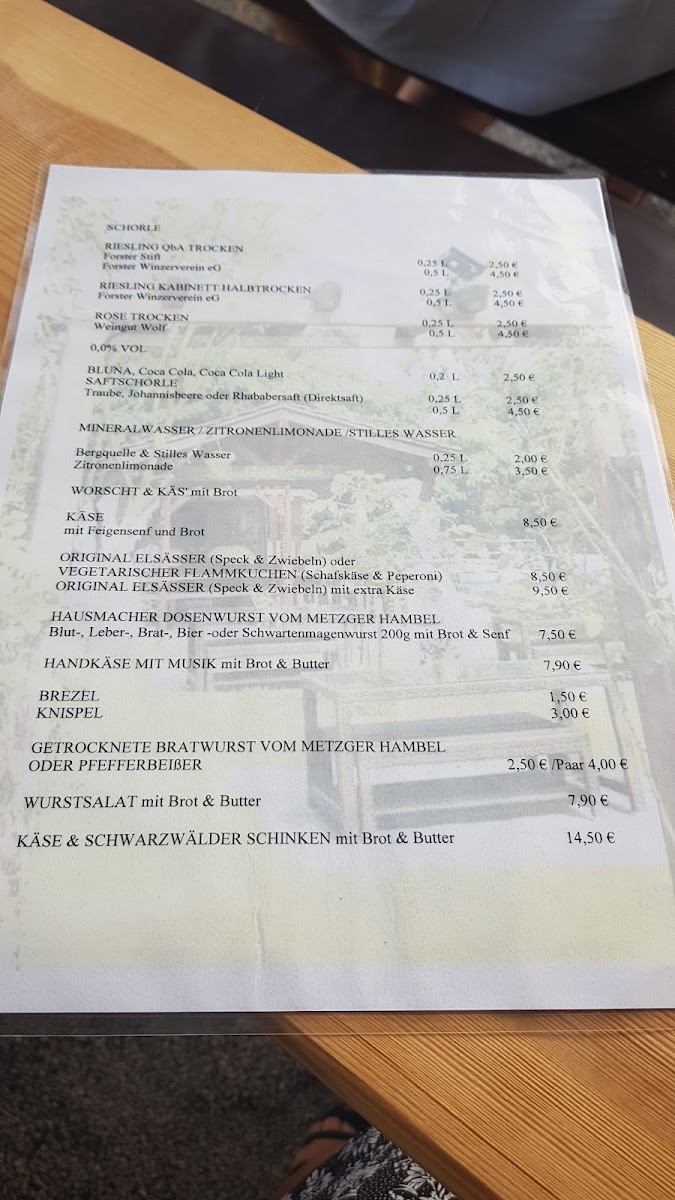 SCHORLE
RIESLING QbA TROCKEN
Forster Stift 0,25 L 2,50 €
Forster Winzerverein eG 0,5 L 4,50 €
RIESLING KABINETT HALBTROCKEN 0,25 L 2,50 €
Forster Winzerverein eG 0,5 L 4,50 €
ROSE TROCKEN 0,25 L 2,50 €
Weingut Wolf 0,5 L 4,50 €
0,0% VOL
BLUNA, Coca Cola, Coca Cola Light 0,2 L 2,50 €
SAFTSCHORLE
Traube, Johannisbeere oder Rhababersaft (Direktsaft) 0,25 L 2,50 €
0,5 L 4,50 €
MINERALWASSER / ZITRONENLIMONADE /STILLES WASSER
Bergquelle & Stilles Wasser 0,25 L 2,00 €
Zitronenlimonade 0,75 L 3,50 €
WORSCHT & KÄS' mit Brot
KÄSE 8,50 €
mit Feigensenf und Brot
ORIGINAL ELSÄSSER (Speck & Zwiebeln) oder
VEGETARISCHER FLAMMKUCHEN (Schafskäse & Peperoni) 8,50 €
ORIGINAL ELSÄSSER (Speck & Zwiebeln) mit extra Käse 9,50 €
HAUSMACHER DOSENWURST VOM METZGER HAMBEL
Blut-, Leber-, Brat-, Bier -oder Schwartenmagenwurst 200g mit Brot & Senf 7,50 €
HANDKÄSE MIT MUSIK mit Brot & Butter 7,90 €
BREZEL 1,50 €
KNISPEL 3,00 €
GETROCKNETE BRATWURST VOM METZGER HAMBEL
ODER PFEFFERBEIßER 2,50 € /Paar 4,00 €
WURSTSALAT mit Brot & Butter 7,90 €
KÄSE & SCHWARZWÄLDER SCHINKEN mit Brot & Butter 14,50 €